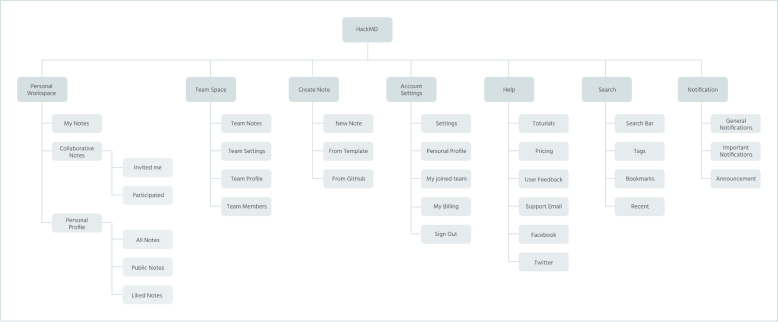 HackMD
Personal
Workspace
Team Space
Create Note
Account
Settings
Help
Search
Notification
My Notes
Collaborative
Notes
Invited me
Participated
Personal
Profile
All Notes
Public Notes
Liked Notes
Team Notes
Team Settings
Team Profile
Team Members
New Note
From Template
From GitHub
Settings
Personal Profile
My joined team
My Billing
Sign Out
Toturials
Pricing
User Feedback
Support Email
Facebook
Twitter
Search Bar
Tags
Bookmarks
Recent
General
Notifications
Important
Notifications
Announcement